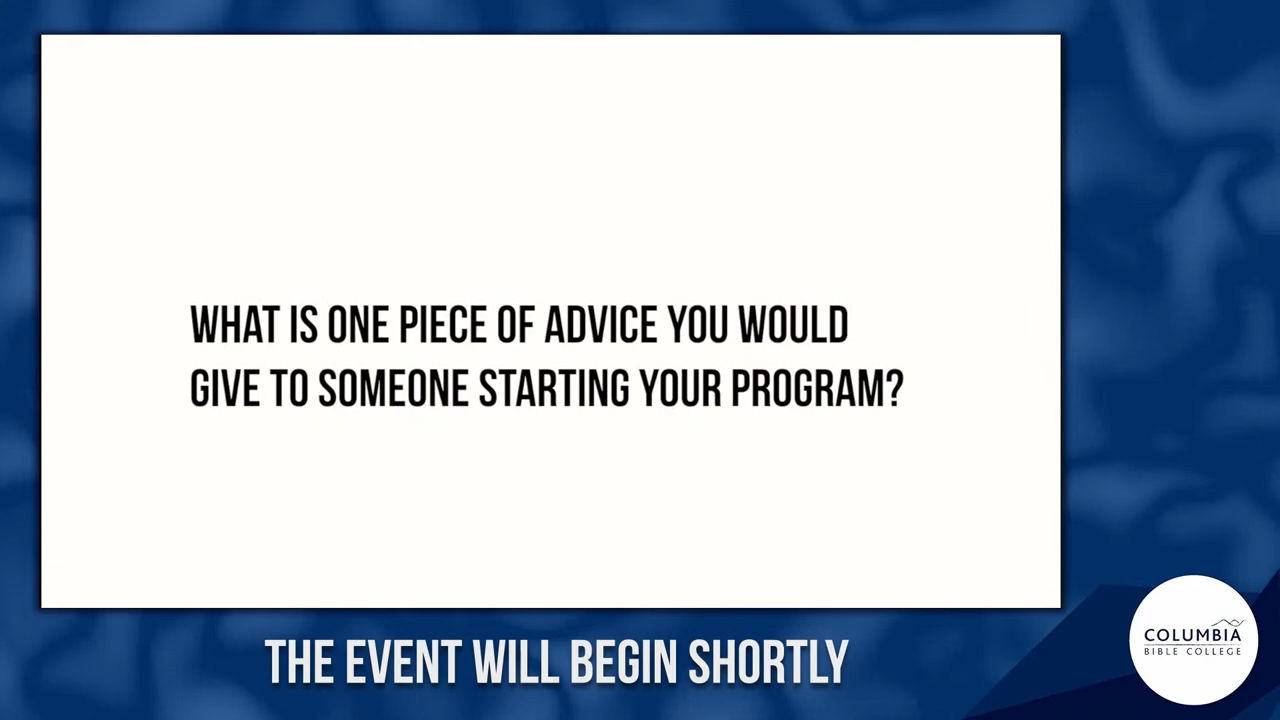 WHAT IS ONE PIECE OF ADVICE YOU WOULD
GIVE TO SOMEONE STARTING YOUR PROGRAM?
THE EVENT WILL BEGIN SHORTLY
COLUMBIA
BIBLE COLLEGE